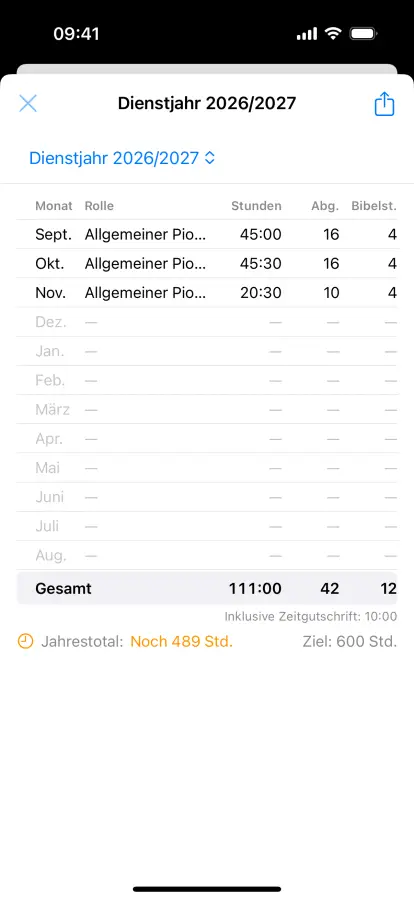 09:41
Dienstjahr 2026/2027
Dienstjahr 2026/2027
Monat Rolle Stunden Abg. Bibelst.
Sept. Allgemeiner Pio... 45:00 16 4
Okt. Allgemeiner Pio... 45:30 16 4
Nov. Allgemeiner Pio... 20:30 10 4
Dez. — — — —
Jan. — — — —
Feb. — — — —
März — — — —
Apr. — — — —
Mai — — — —
Juni — — — —
Juli — — — —
Aug. — — — —
Gesamt 111:00 42 12
Inklusive Zeitgutschrift: 10:00
Jahrestotal: Noch 489 Std. Ziel: 600 Std.